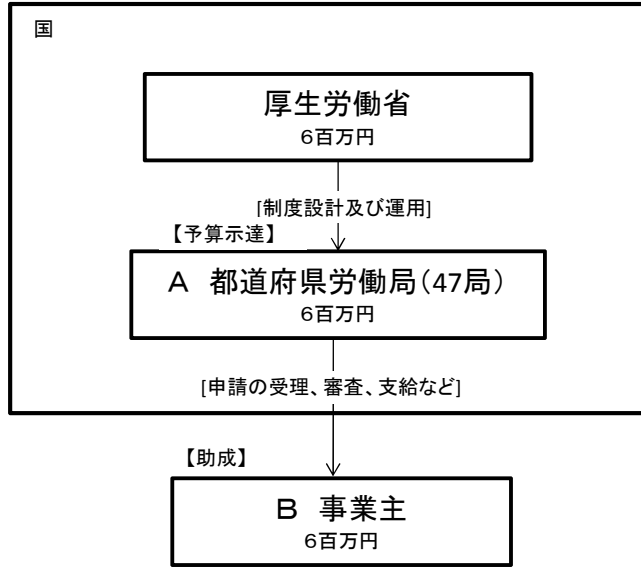 国
厚生労働省
6百万円
[制度設計及び運用]
【予算示達】
A 都道府県労働局(47局)
6百万円
[申請の受理、審査、支給など]
【助成】
B 事業主
6百万円